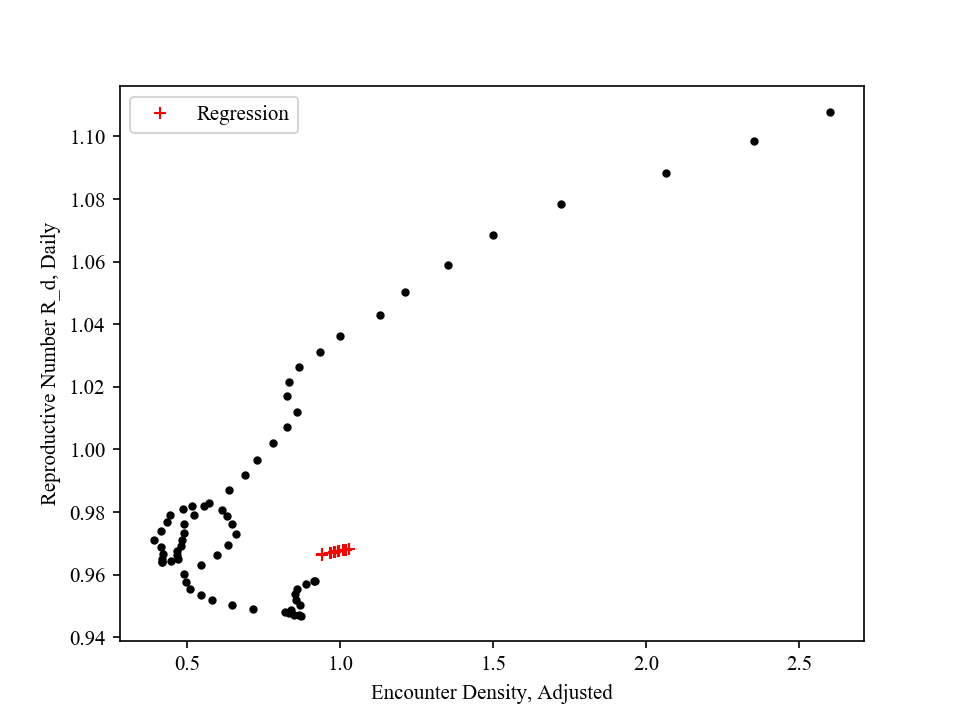 Regression
1.10
1.08
1.06
1.04
1.02
1.00
0.98
0.96
0.94
Reproductive Number R_d, Daily
0.5 1.0 1.5 2.0 2.5
Encounter Density, Adjusted